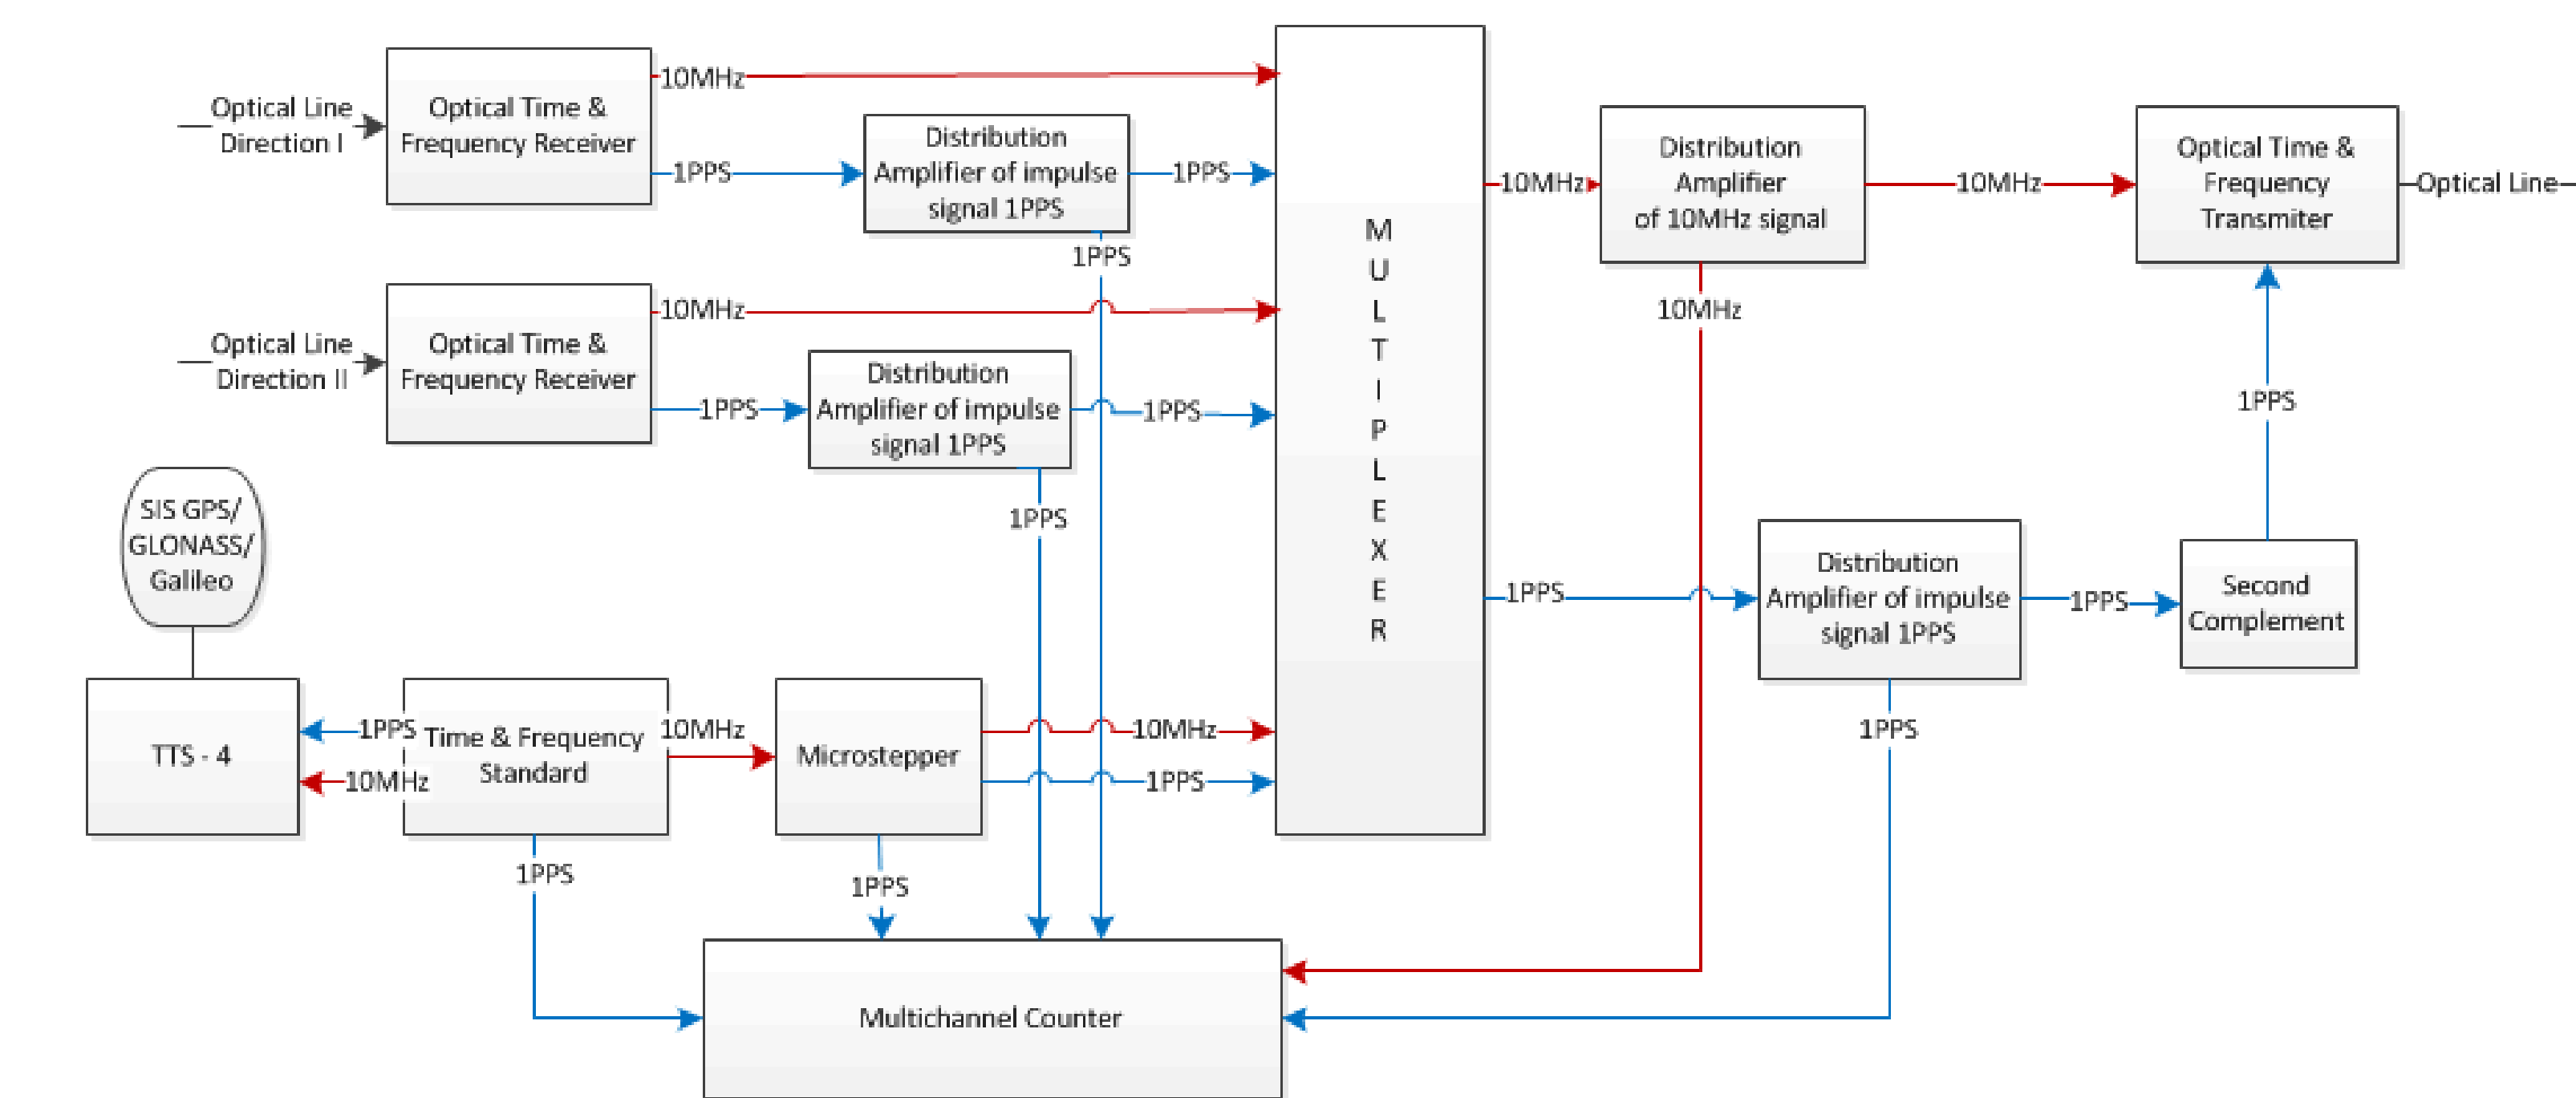 Optical Line
Direction I
Optical Time &
Frequency Receiver
10MHz
1PPS
Distribution
Amplifier of impulse
signal 1PPS
1PPS
1PPS
Optical Line
Direction II
Optical Time &
Frequency Receiver
10MHz
1PPS
Distribution
Amplifier of impulse
signal 1PPS
1PPS
1PPS
SIS GPS/
GLONASS/
Galileo
TTS - 4
1PPS
10MHz
Time & Frequency
Standard
10MHz
1PPS
Microstepper
10MHz
1PPS
1PPS
M
U
L
T
I
P
L
E
X
E
R
10MHz
Distribution
Amplifier
of 10MHz signal
10MHz
10MHz
Optical Time &
Frequency
Transmiter
Optical Line
1PPS
1PPS
Distribution
Amplifier of impulse
signal 1PPS
1PPS
Second
Complement
1PPS
Multichannel Counter